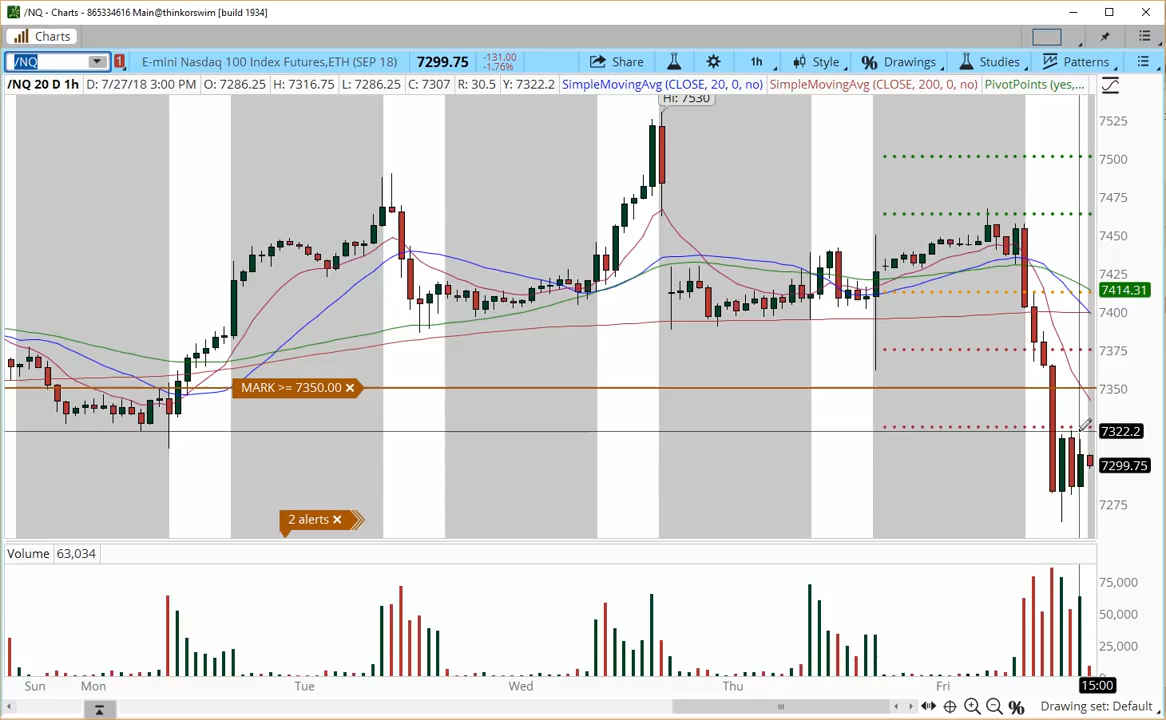 /NQ - Charts - 865334616 Main@thinkorswim [build 1934]
Charts
/NQ 1 E-mini Nasdaq 100 Index Futures,ETH (SEP 18) 7299.75 -131.00 -1.76% Share 1h Style Drawings Studies Patterns
/NQ 20 D 1h D: 7/27/18 3:00 PM O: 7286.25 H: 7316.75 L: 7286.25 C: 7307 R: 30.5 Y: 7322.2 SimpleMovingAvg (CLOSE, 20, 0, no) SimpleMovingAvg (CLOSE, 200, 0, no) PivotPoints (yes,...
Hi: 7530
7525
7500
7475
7450
7425
7414.31
7400
7375
MARK >= 7350.00
7350
7322.2
7299.75
7275
2 alerts
Volume 63,034
75,000
50,000
25,000
Sun Mon Tue Wed Thu Fri 15:00
Drawing set: Default